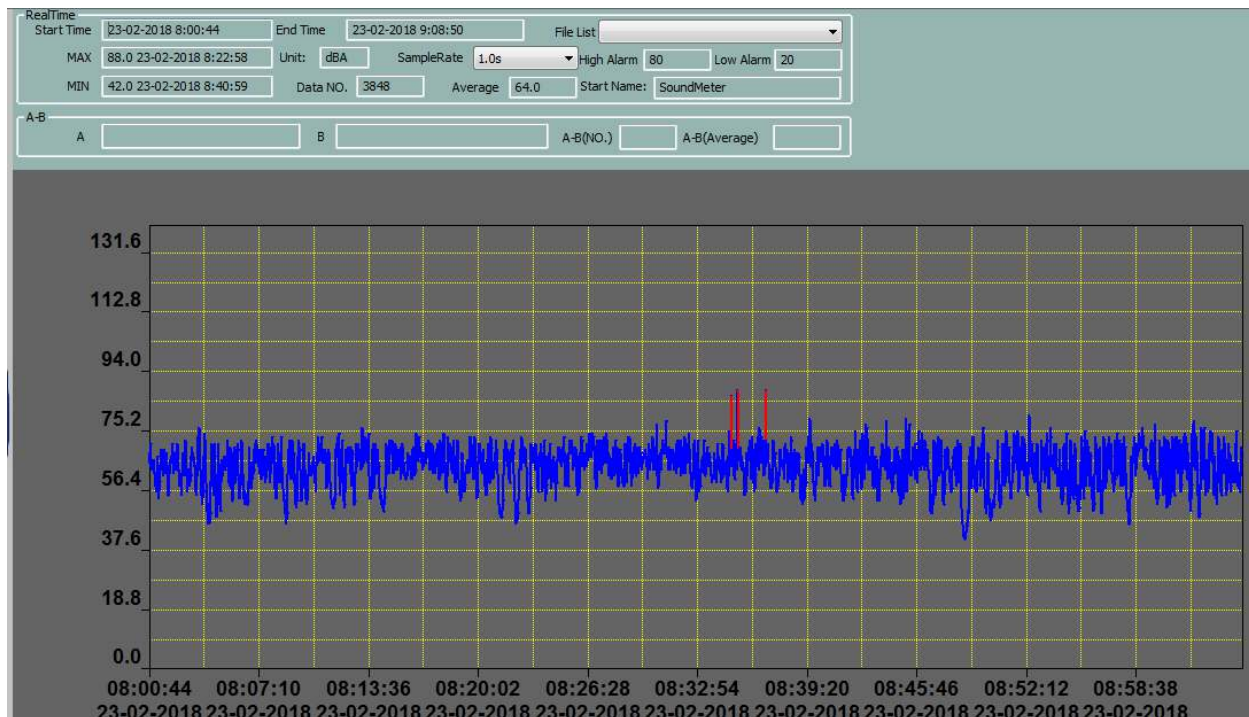 RealTime
Start Time 23-02-2018 8:00:44 End Time 23-02-2018 9:08:50 File List
MAX 88.0 23-02-2018 8:22:58 Unit: dBA SampleRate 1.0s High Alarm 80 Low Alarm 20
MIN 42.0 23-02-2018 8:40:59 Data NO. 3848 Average 64.0 Start Name: SoundMeter
A-B
A B A-B(NO.) A-B(Average)
131.6
112.8
94.0
75.2
56.4
37.6
18.8
0.0
08:00:44 08:07:10 08:13:36 08:20:02 08:26:28 08:32:54 08:39:20 08:45:46 08:52:12 08:58:38
23-02-2018 23-02-2018 23-02-2018 23-02-2018 23-02-2018 23-02-2018 23-02-2018 23-02-2018 23-02-2018 23-02-2018